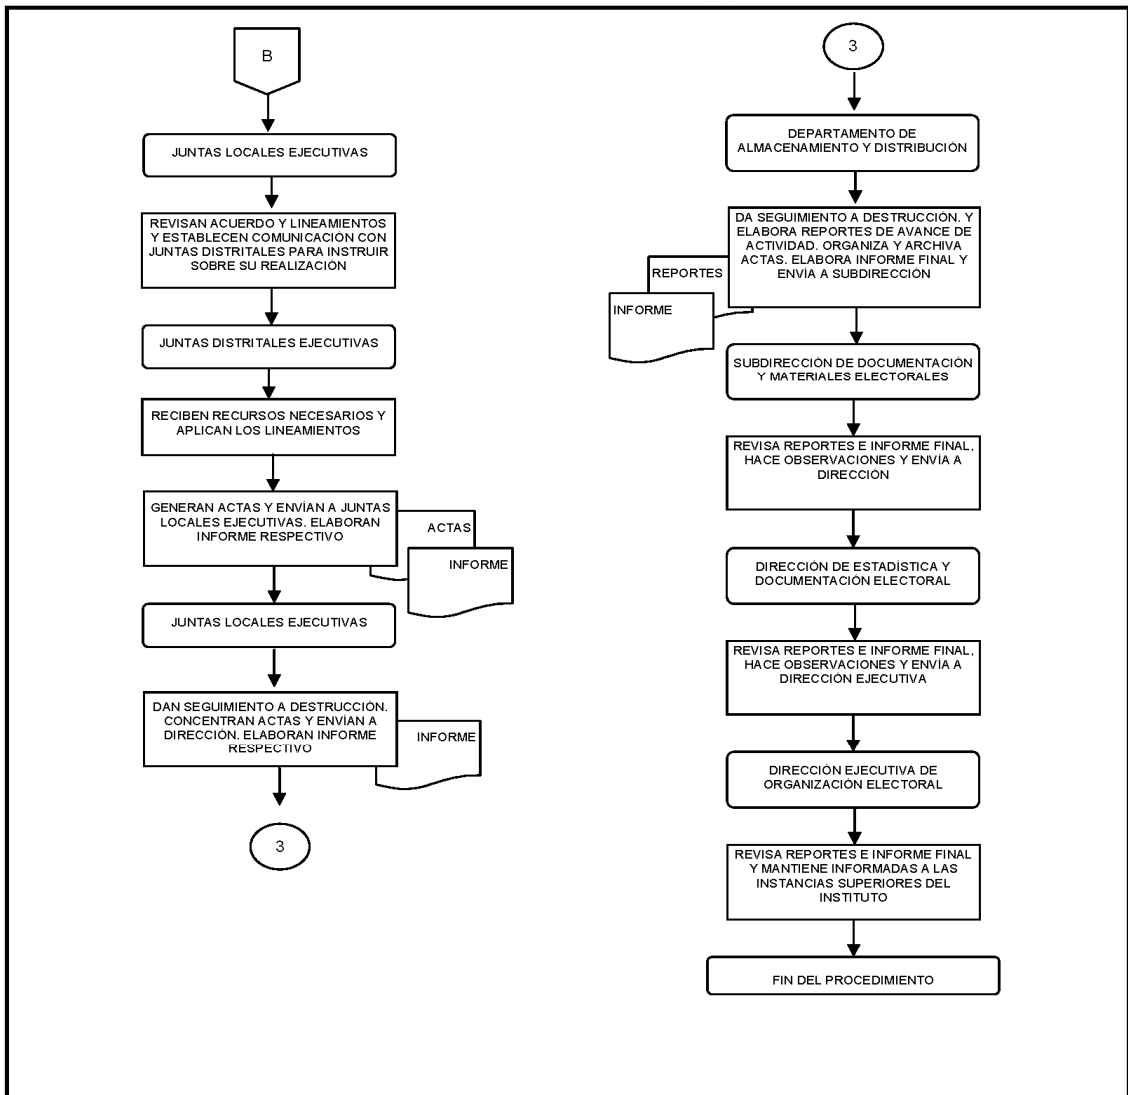 B
JUNTAS LOCALES EJECUTIVAS
REVISAN ACUERDO Y LINEAMIENTOS
Y ESTABLECEN COMUNICACIÓN CON
JUNTAS DISTRITALES PARA INSTRUIR
SOBRE SU REALIZACIÓN
JUNTAS DISTRITALES EJECUTIVAS
RECIBEN RECURSOS NECESARIOS Y
APLICAN LOS LINEAMIENTOS
GENERAN ACTAS Y ENVÍAN A JUNTAS
LOCALES EJECUTIVAS. ELABORAN
INFORME RESPECTIVO
ACTAS
INFORME
JUNTAS LOCALES EJECUTIVAS
DAN SEGUIMIENTO A DESTRUCCIÓN.
CONCENTRAN ACTAS Y ENVÍAN A
DIRECCIÓN. ELABORAN INFORME
RESPECTIVO
INFORME
3
3
DEPARTAMENTO DE
ALMACENAMIENTO Y DISTRIBUCIÓN
DA SEGUIMIENTO A DESTRUCCIÓN. Y
ELABORA REPORTES DE AVANCE DE
ACTIVIDAD. ORGANIZA Y ARCHIVA
ACTAS. ELABORA INFORME FINAL Y
ENVÍA A SUBDIRECCIÓN
REPORTES
INFORME
SUBDIRECCIÓN DE DOCUMENTACIÓN
Y MATERIALES ELECTORALES
REVISA REPORTES E INFORME FINAL,
HACE OBSERVACIONES Y ENVÍA A
DIRECCIÓN
DIRECCIÓN DE ESTADÍSTICA Y
DOCUMENTACIÓN ELECTORAL
REVISA REPORTES E INFORME FINAL,
HACE OBSERVACIONES Y ENVÍA A
DIRECCIÓN EJECUTIVA
DIRECCIÓN EJECUTIVA DE
ORGANIZACIÓN ELECTORAL
REVISA REPORTES E INFORME FINAL
Y MANTIENE INFORMADAS A LAS
INSTANCIAS SUPERIORES DEL
INSTITUTO
FIN DEL PROCEDIMIENTO